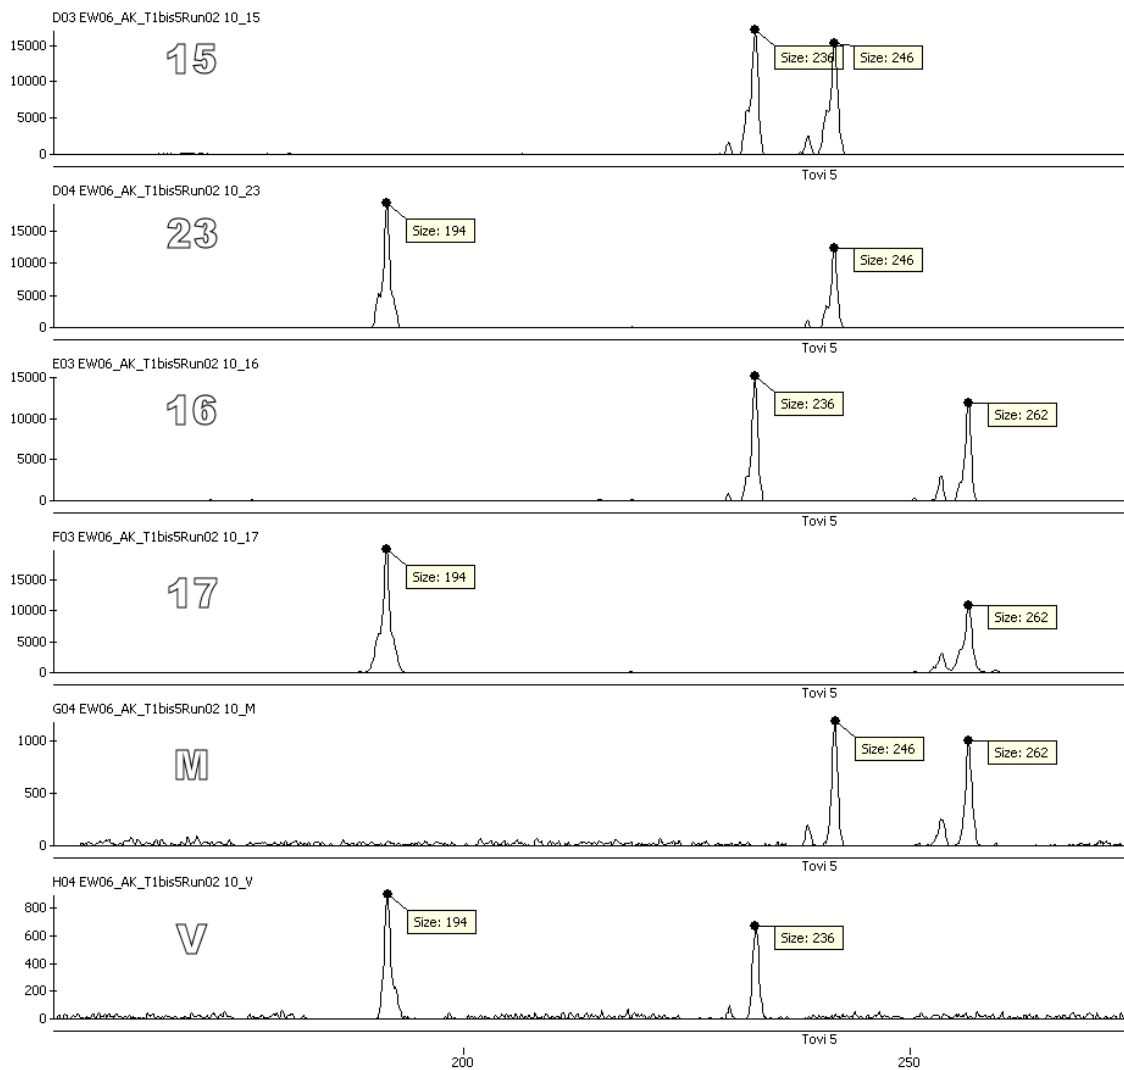 D03 EW06_AK_T1bis5Run02 10_15
15
15000
10000
5000
0
Size: 236
Size: 246
Tovi 5
D04 EW06_AK_T1bis5Run02 10_23
23
15000
10000
5000
0
Size: 194
Size: 246
Tovi 5
E03 EW06_AK_T1bis5Run02 10_16
16
15000
10000
5000
0
Size: 236
Size: 262
Tovi 5
F03 EW06_AK_T1bis5Run02 10_17
17
15000
10000
5000
0
Size: 194
Size: 262
Tovi 5
G04 EW06_AK_T1bis5Run02 10_M
M
1000
500
0
Size: 246
Size: 262
Tovi 5
H04 EW06_AK_T1bis5Run02 10_V
V
800
600
400
200
0
Size: 194
Size: 236
Tovi 5
200
250